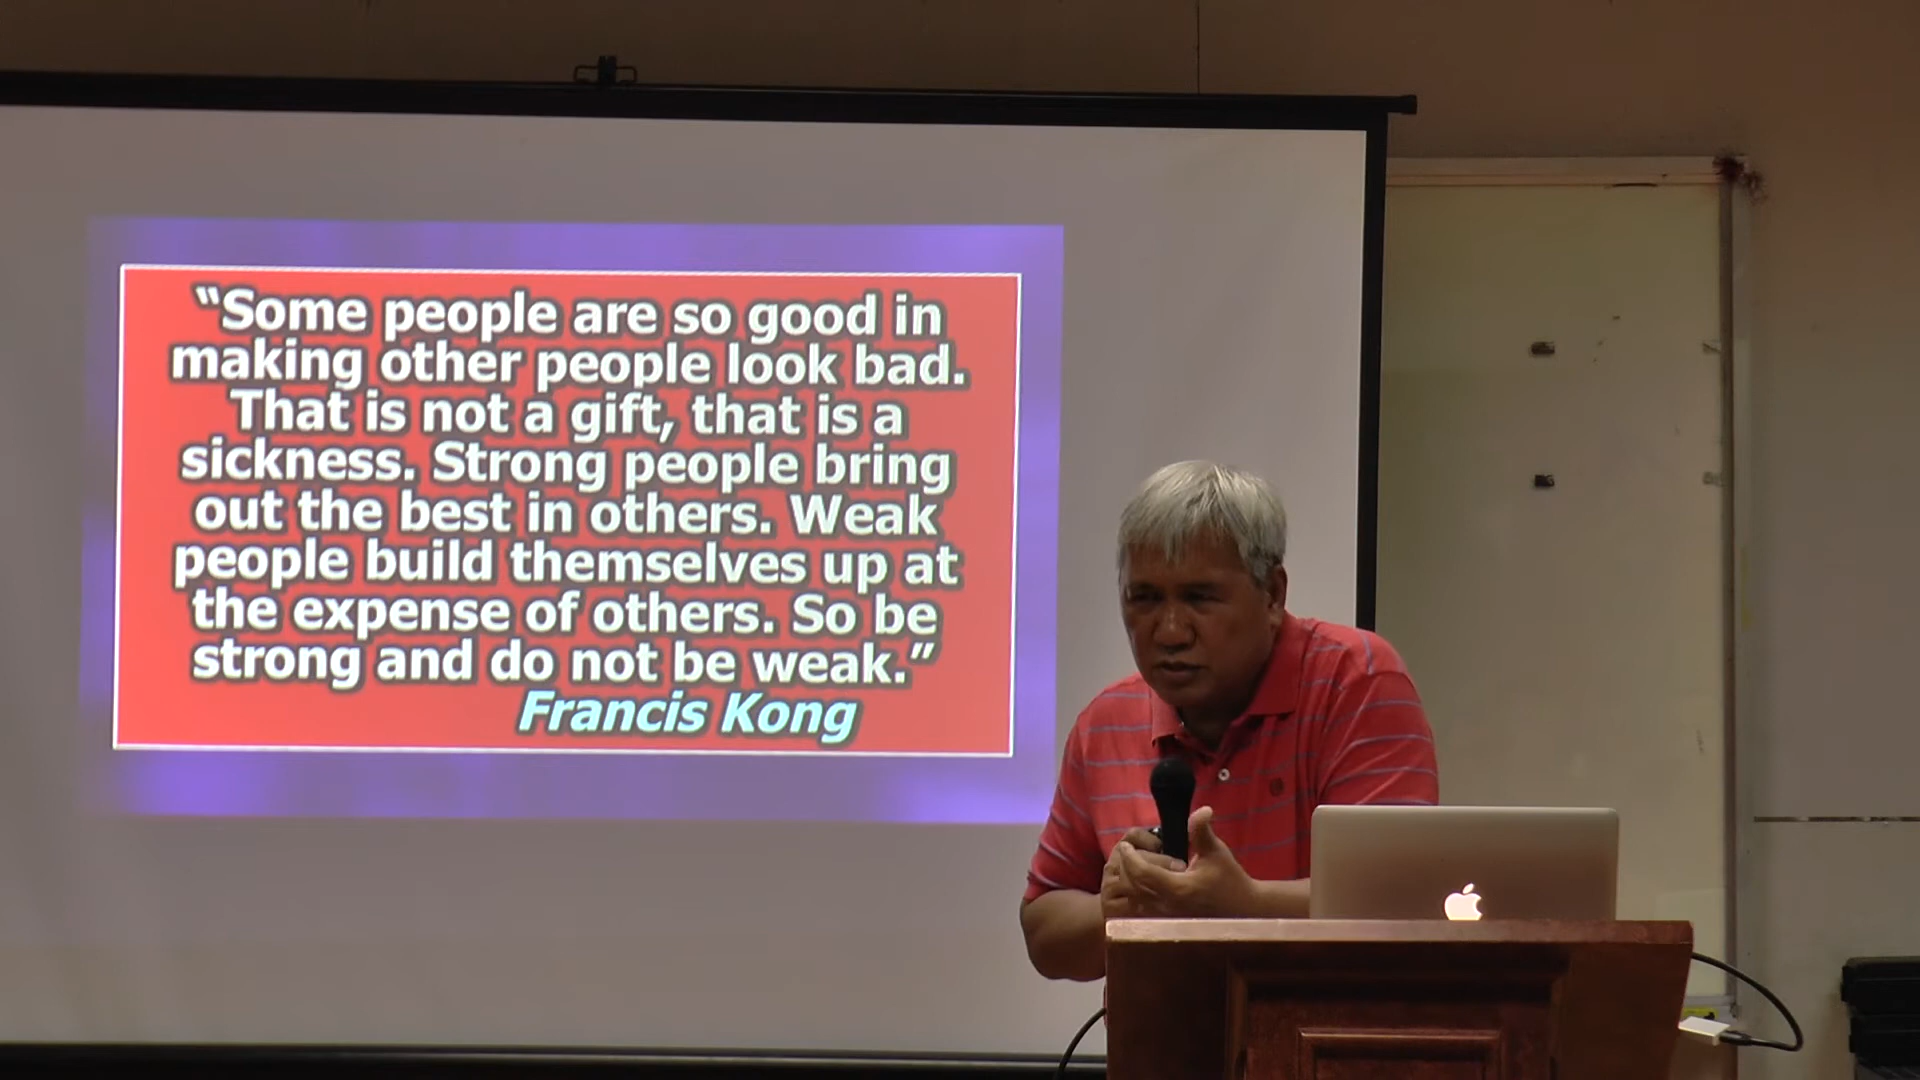 “Some people are so good in
making other people look bad.
That is not a gift, that is a
sickness. Strong people bring
out the best in others. Weak
people build themselves up at
the expense of others. So be
strong and do not be weak.”
Francis Kong